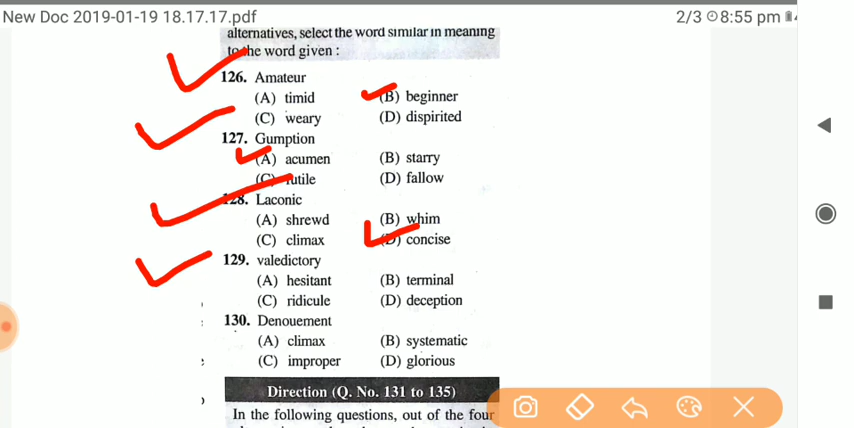 New Doc 2019-01-19 18.17.17.pdf 2/3 8:55 pm
alternatives, select the word similar in meaning
to the word given :
126. Amateur
(A) timid (B) beginner
(C) weary (D) dispirited
127. Gumption
(A) acumen (B) starry
(C) futile (D) fallow
128. Laconic
(A) shrewd (B) whim
(C) climax (D) concise
129. valedictory
(A) hesitant (B) terminal
(C) ridicule (D) deception
130. Denouement
(A) climax (B) systematic
(C) improper (D) glorious
Direction (Q. No. 131 to 135)
In the following questions, out of the four